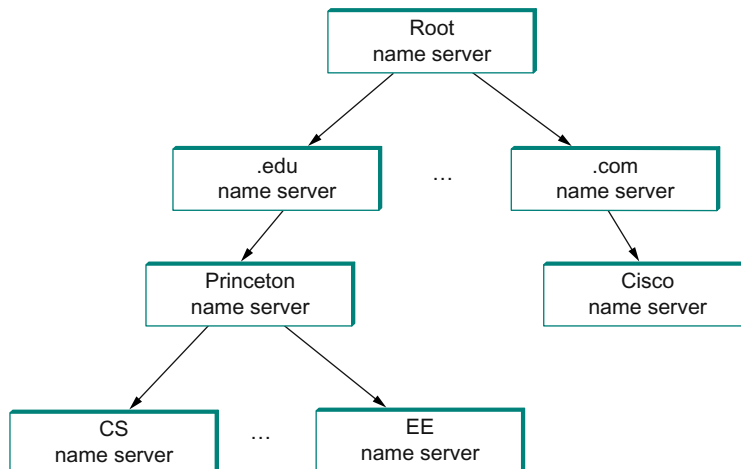 Root
name server
.edu
name server
...
.com
name server
Princeton
name server
Cisco
name server
CS
name server
...
EE
name server